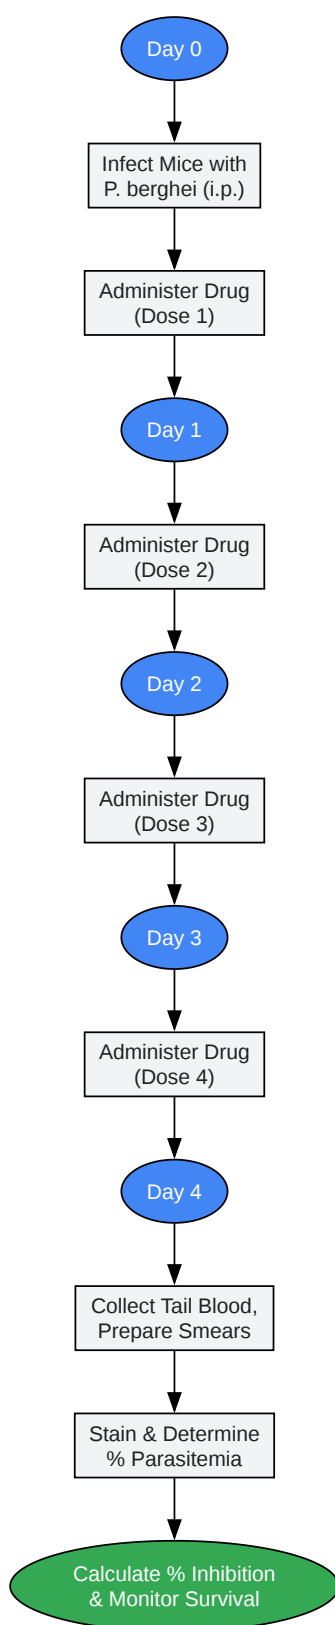 Day 0
Infect Mice with
P. berghei (i.p.)
Administer Drug
(Dose 1)
Day 1
Administer Drug
(Dose 2)
Day 2
Administer Drug
(Dose 3)
Day 3
Administer Drug
(Dose 4)
Day 4
Collect Tail Blood,
Prepare Smears
Stain & Determine
% Parasitemia
Calculate % Inhibition
& Monitor Survival